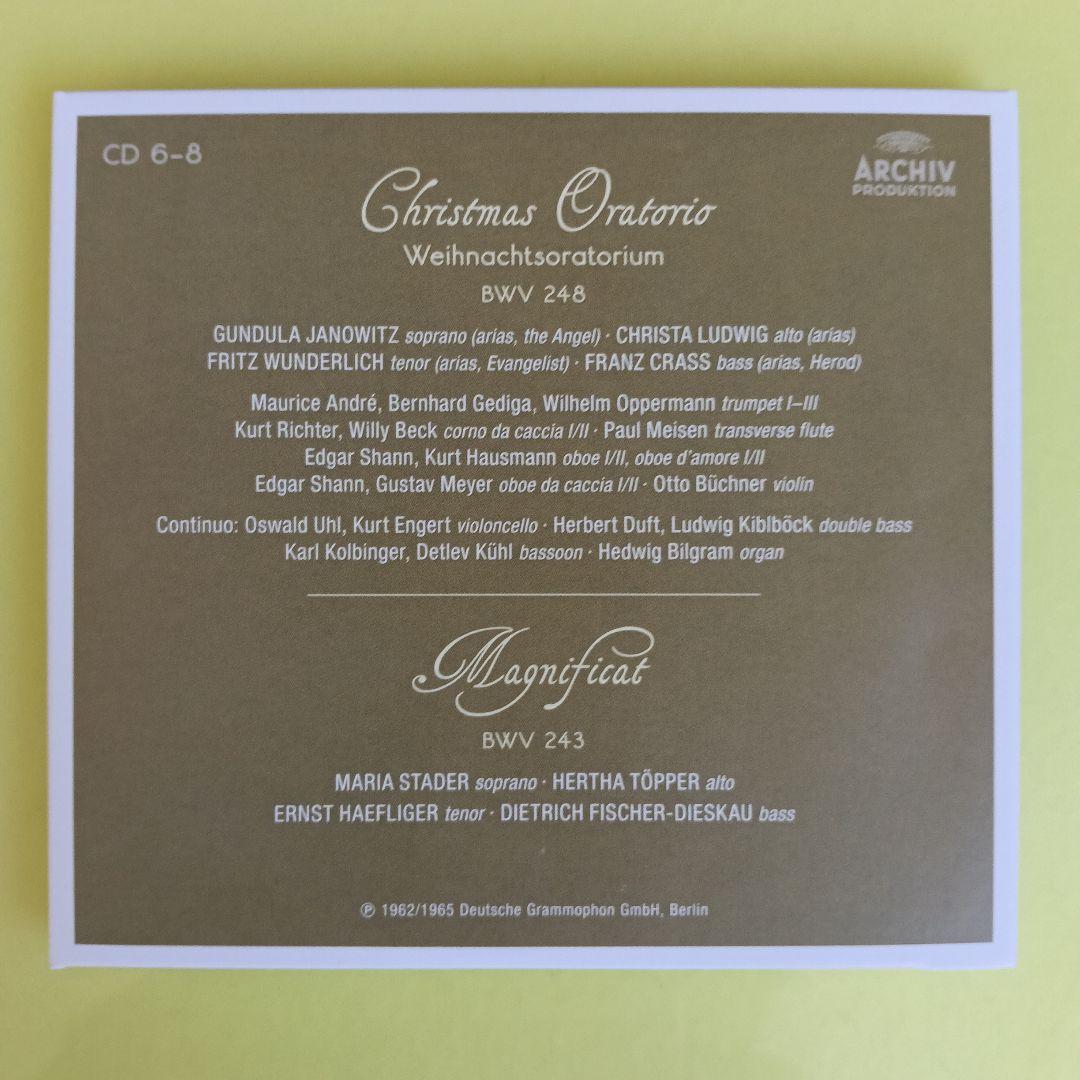 CD 6–8
ARCHIV
PRODUKTION
Christmas Oratorio
Weihnachtsoratorium
BWV 248
GUNDULA JANOWITZ soprano (arias, the Angel) · CHRISTA LUDWIG alto (arias)
FRITZ WUNDERLICH tenor (arias, Evangelist) · FRANZ CRASS bass (arias, Herod)
Maurice André, Bernhard Gediga, Wilhelm Oppermann trumpet I–III
Kurt Richter, Willy Beck corno da caccia I/II · Paul Meisen transverse flute
Edgar Shann, Kurt Hausmann oboe I/II, oboe d'amore I/II
Edgar Shann, Gustav Meyer oboe da caccia I/II · Otto Büchner violin
Continuo: Oswald Uhl, Kurt Engert violoncello · Herbert Duft, Ludwig Kiblböck double bass
Karl Kolbinger, Detlev Kühl bassoon · Hedwig Bilgram organ
Magnificat
BWV 243
MARIA STADER soprano · HERTHA TÖPPER alto
ERNST HAEFLIGER tenor · DIETRICH FISCHER-DIESKAU bass
℗ 1962/1965 Deutsche Grammophon GmbH, Berlin